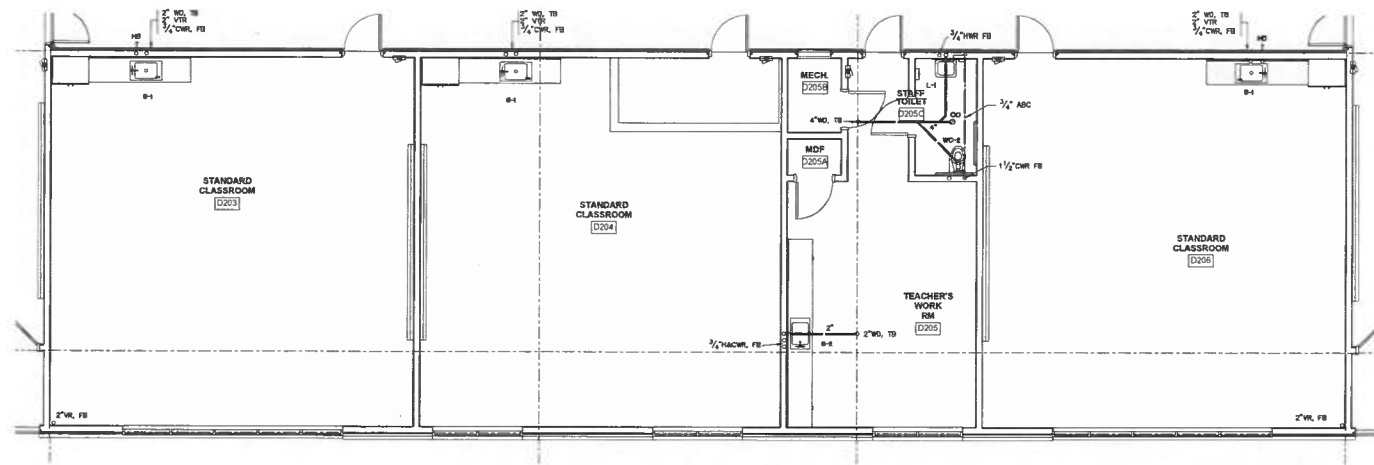 2" WD, TB
2" VTR
3/4"CWR, FB
HB
2" WD, TB
2" VTR
3/4"CWR, FB
3/4"HWR FB
2" WD, TB
2" VTR
3/4"CWR, FB
HB
S-1
S-1
MECH.
D205B
L-1
STAFF
TOILET
D205C
3/4" ABC
S-1
4"WD, TB
4"
WC-2
MDF
D205A
1 1/2"CWR FB
STANDARD
CLASSROOM
D203
STANDARD
CLASSROOM
D204
STANDARD
CLASSROOM
D206
TEACHER'S
WORK
RM
D205
2"
2"WD, TB
3/4"H&CWR, FB
S-2
2"VR, FB
2"VR, FB